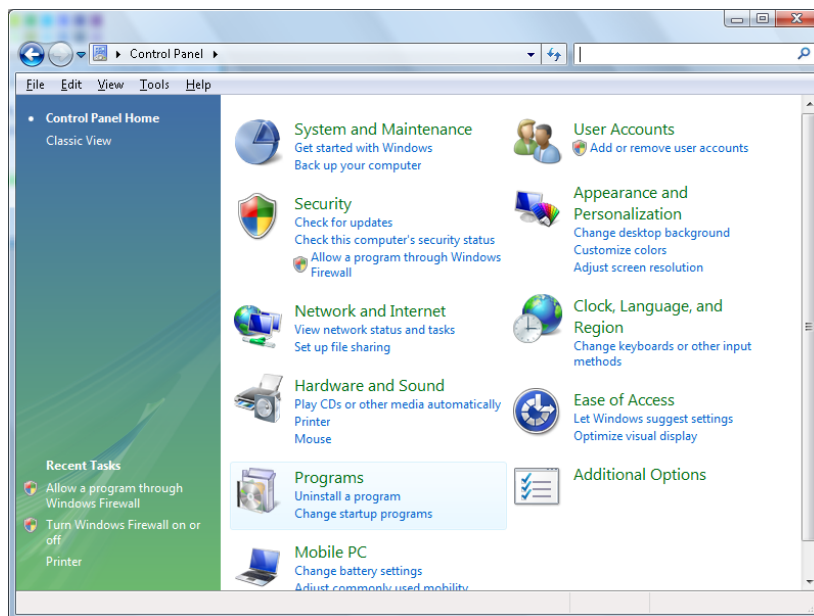 Control Panel
File Edit View Tools Help
Control Panel Home
Classic View
Recent Tasks
Allow a program through
Windows Firewall
Turn Windows Firewall on or
off
Printer
System and Maintenance
Get started with Windows
Back up your computer
Security
Check for updates
Check this computer's security status
Allow a program through Windows
Firewall
Network and Internet
View network status and tasks
Set up file sharing
Hardware and Sound
Play CDs or other media automatically
Printer
Mouse
Programs
Uninstall a program
Change startup programs
Mobile PC
Change battery settings
Adjust commonly used mobility
User Accounts
Add or remove user accounts
Appearance and
Personalization
Change desktop background
Customize colors
Adjust screen resolution
Clock, Language, and
Region
Change keyboards or other input
methods
Ease of Access
Let Windows suggest settings
Optimize visual display
Additional Options